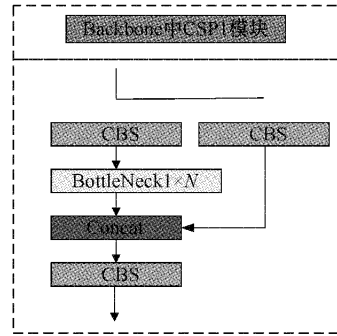 Backbone中CSP1模块
CBS
CBS
BottleNeck1×N
Concat
CBS